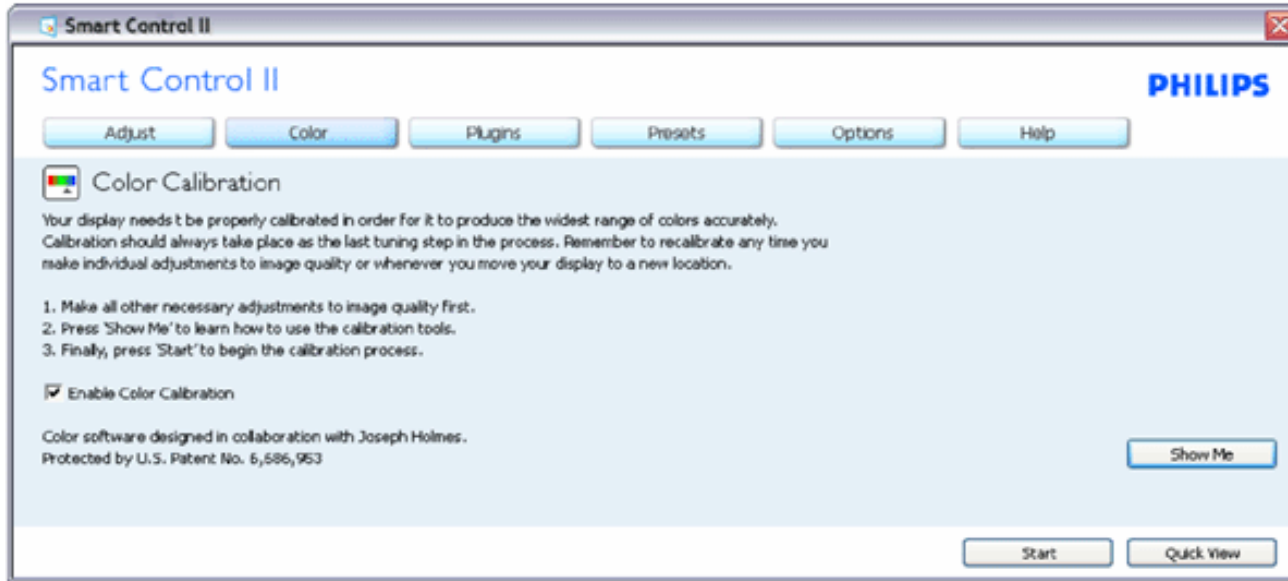 Smart Control II
Smart Control II
PHILIPS
Adjust Color Plugins Presets Options Help
Color Calibration
Your display needs t be properly calibrated in order for it to produce the widest range of colors accurately.
Calibration should always take place as the last tuning step in the process. Remember to recalibrate any time you
make individual adjustments to image quality or whenever you move your display to a new location.
1. Make all other necessary adjustments to image quality first.
2. Press 'Show Me' to learn how to use the calibration tools.
3. Finally, press 'Start' to begin the calibration process.
Enable Color Calibration
Color software designed in collaboration with Joseph Holmes.
Protected by U.S. Patent No. 6,686,953
Show Me
Start Quick View